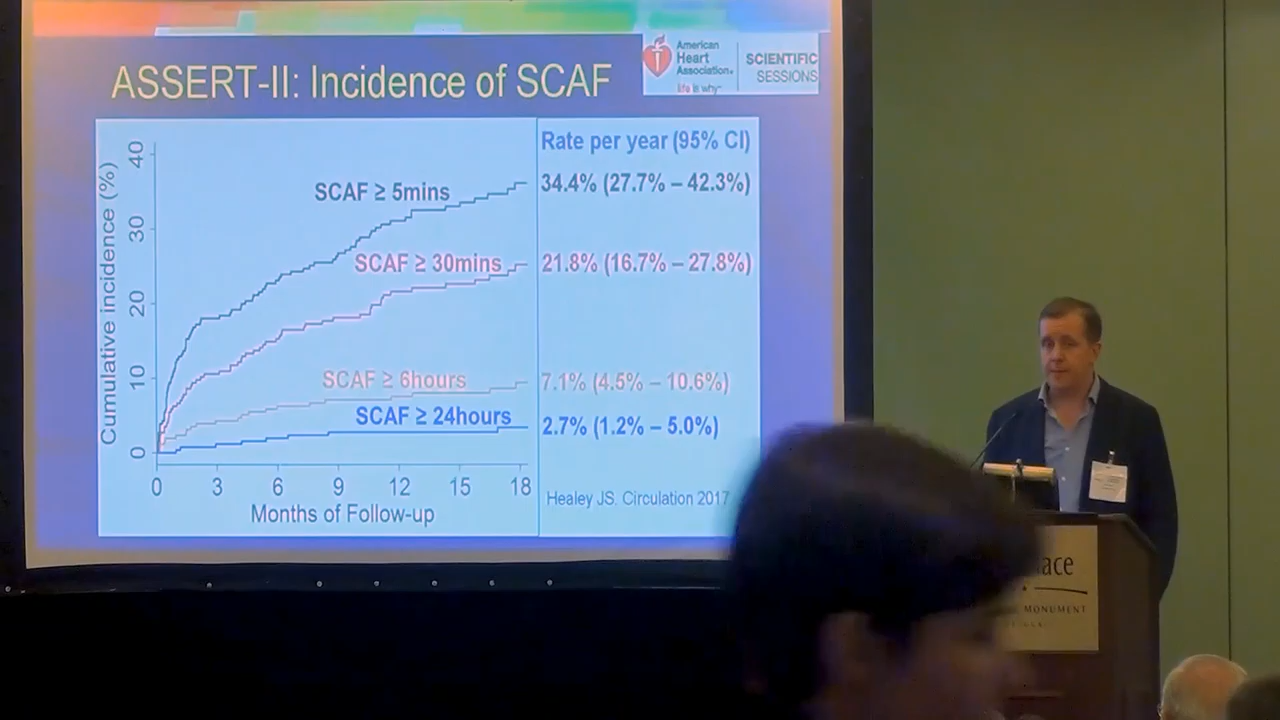 American
Heart
Association®
life is why™
SCIENTIFIC
SESSIONS
ASSERT-II: Incidence of SCAF
Rate per year (95% CI)
Cumulative incidence (%)
40
30
20
10
0
SCAF ≥ 5mins
34.4% (27.7% – 42.3%)
SCAF ≥ 30mins
21.8% (16.7% – 27.8%)
SCAF ≥ 6hours
7.1% (4.5% – 10.6%)
SCAF ≥ 24hours
2.7% (1.2% – 5.0%)
0 3 6 9 12 15 18
Months of Follow-up
Healey JS. Circulation 2017
MONUMENT